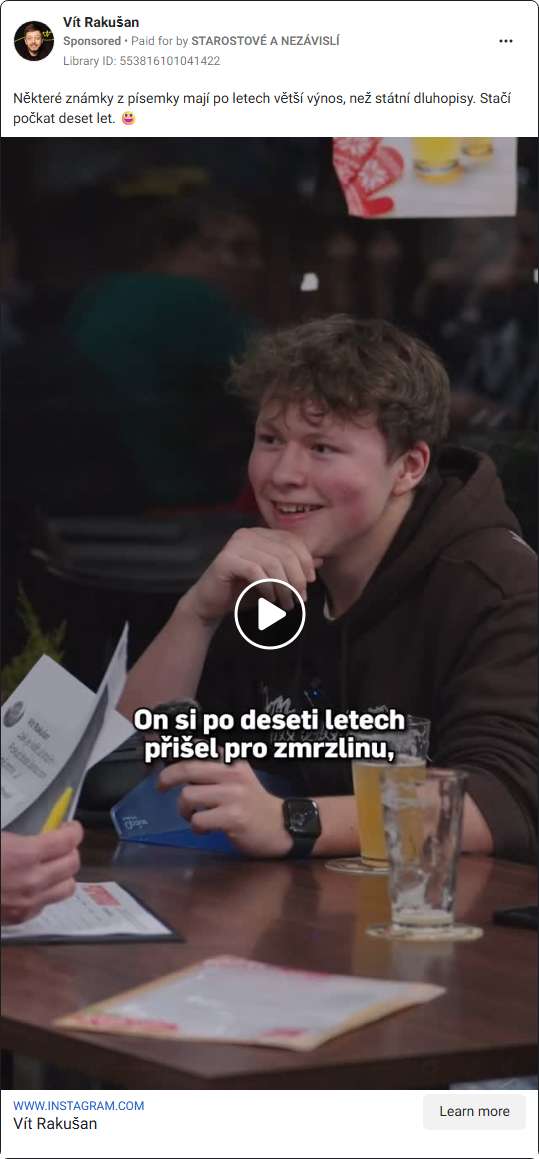 Vít Rakušan
Sponsored • Paid for by STAROSTOVÉ A NEZÁVISLÍ
Library ID: 553816101041422
Některé známky z písemky mají po letech větší výnos, než státní dluhopisy. Stačí
počkat deset let. 😃
On si po deseti letech
přišel pro zmrzlinu,
WWW.INSTAGRAM.COM
Vít Rakušan
Learn more